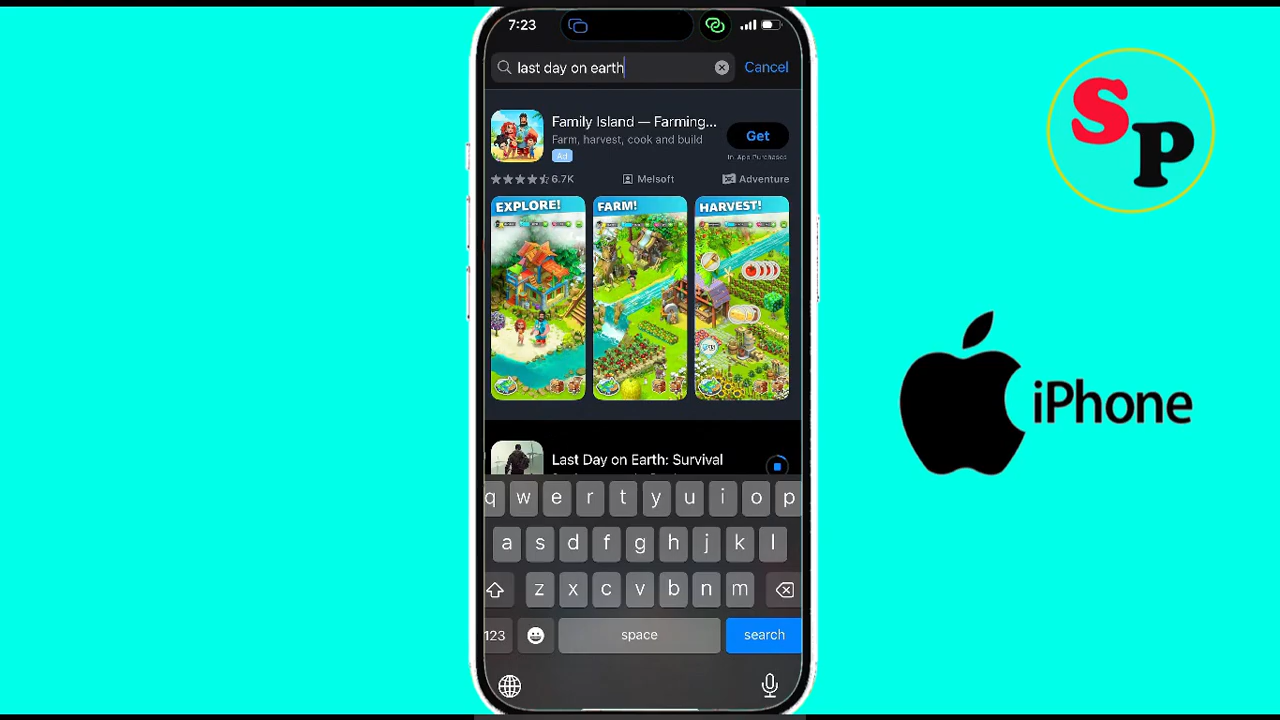 7:23
last day on earth
Cancel
Family Island — Farming...
Farm, harvest, cook and build
Ad
Get
In-App Purchases
6.7K
Melsoft
Adventure
EXPLORE!
FARM!
HARVEST!
Last Day on Earth: Survival
q w e r t y u i o p
a s d f g h j k l
z x c v b n m
123
space
search
SP
iPhone